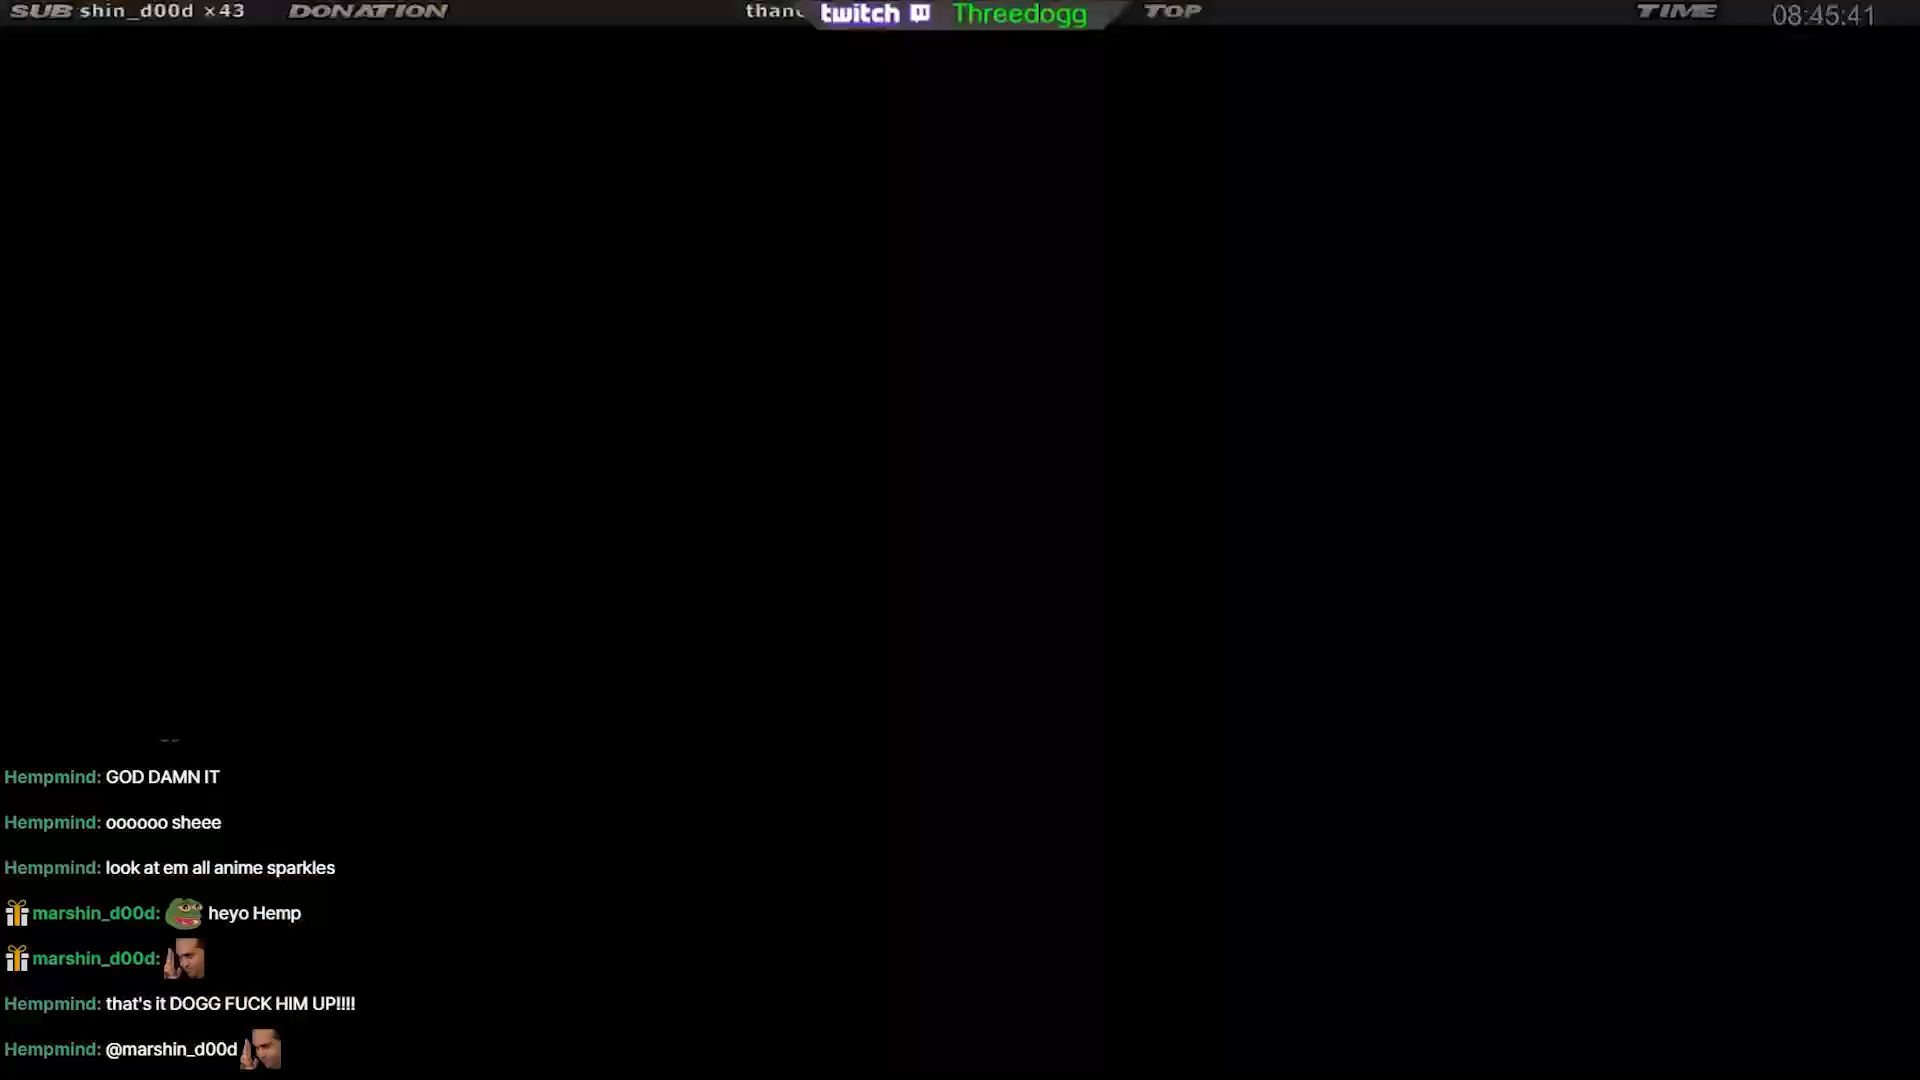 SUB shin_d00d ×43 DONATION twitch Threedogg TOP TIME 08:45:41
Hempmind: GOD DAMN IT
Hempmind: oooooo sheee
Hempmind: look at em all anime sparkles
marshin_d00d: heyo Hemp
marshin_d00d:
Hempmind: that's it DOGG FUCK HIM UP!!!!
Hempmind: @marshin_d00d